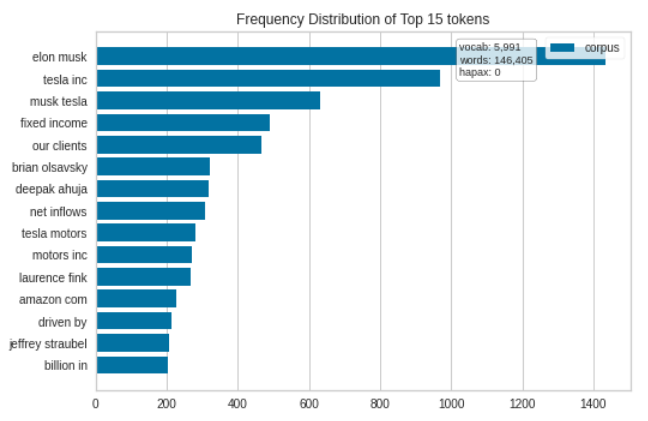 Frequency Distribution of Top 15 tokens
vocab: 5,991
words: 146,405
hapax: 0
corpus
elon musk
tesla inc
musk tesla
fixed income
our clients
brian olsavsky
deepak ahuja
net inflows
tesla motors
motors inc
laurence fink
amazon com
driven by
jeffrey straubel
billion in
0 200 400 600 800 1000 1200 1400